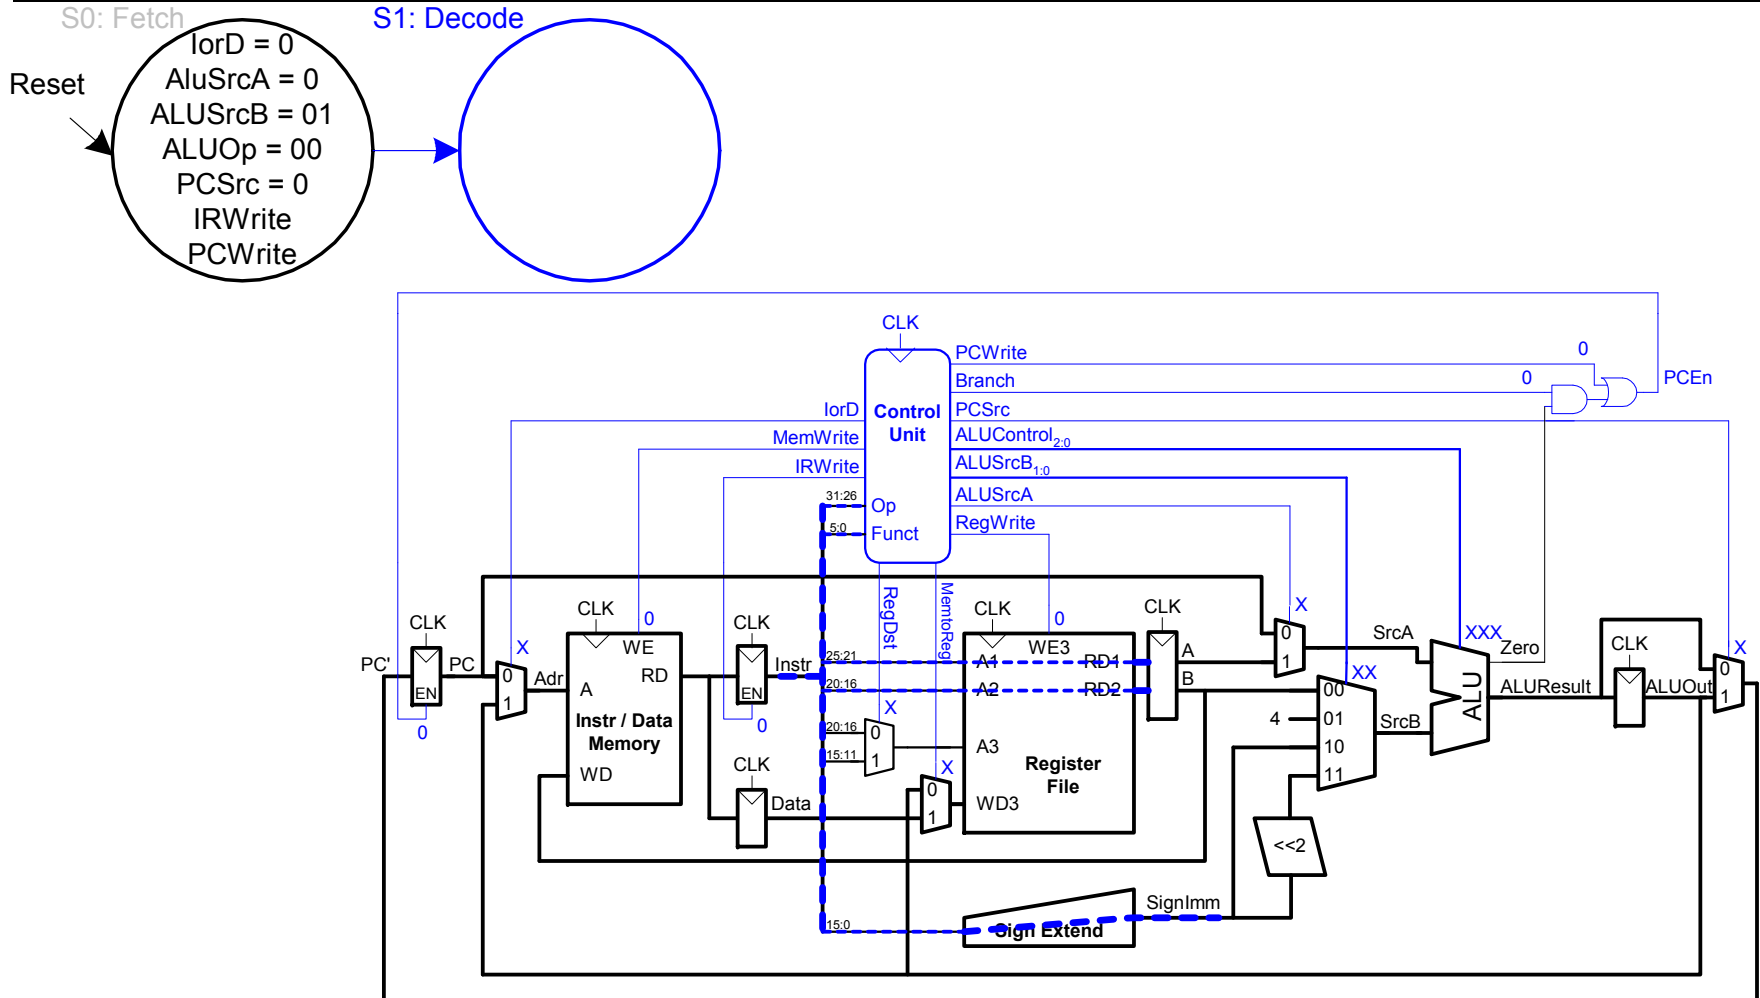 S0: Fetch
S1: Decode
Reset
IorD = 0
AluSrcA = 0
ALUSrcB = 01
ALUOp = 00
PCSrc = 0
IRWrite
PCWrite
CLK
PCWrite
0
Branch
0
PCEn
IorD
Control
Unit
PCSrc
MemWrite
ALUControl2:0
IRWrite
ALUSrcB1:0
31:26
Op
ALUSrcA
5:0
Funct
RegWrite
RegDst
MemtoReg
CLK
CLK
0
CLK
CLK
0
CLK
X
X
WE
WE3
SrcA
XXX
Zero
CLK
X
PC'
PC
0
1
EN
Adr
A
RD
EN
Instr
25:21
A1
RD1
A
0
1
20:16
A2
RD2
B
XX
00
ALU
ALUResult
ALUOut
0
1
0
Instr / Data
Memory
0
X
4
01
SrcB
20:16
0
15:11
1
A3
10
WD
CLK
X
Register
File
11
Data
0
1
WD3
<<2
15:0
Sign Extend
SignImm